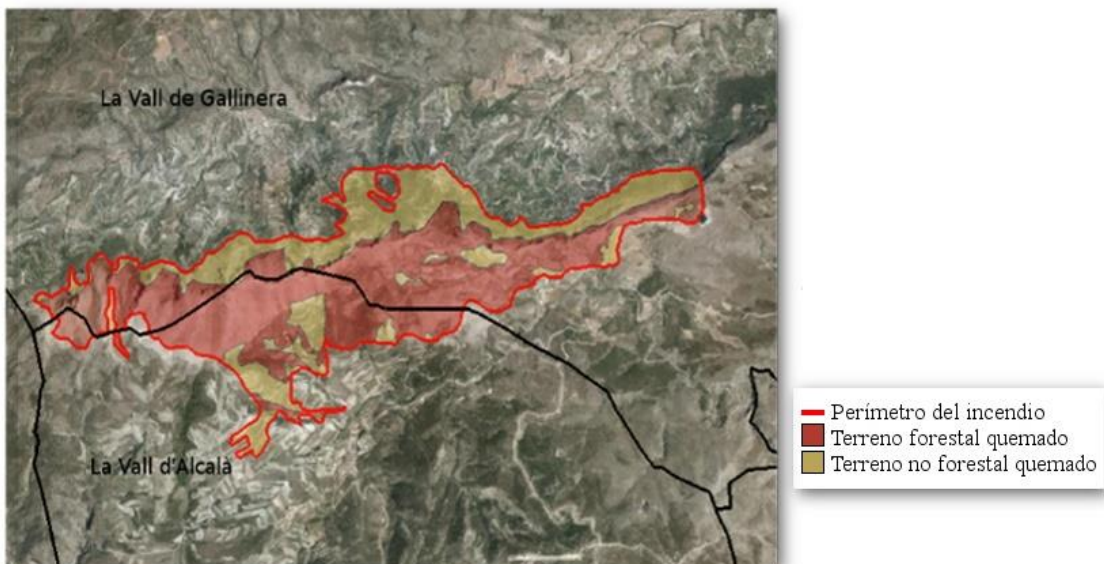 La Vall de Gallinera
La Vall d'Alcalà
Perímetro del incendio
Terreno forestal quemado
Terreno no forestal quemado